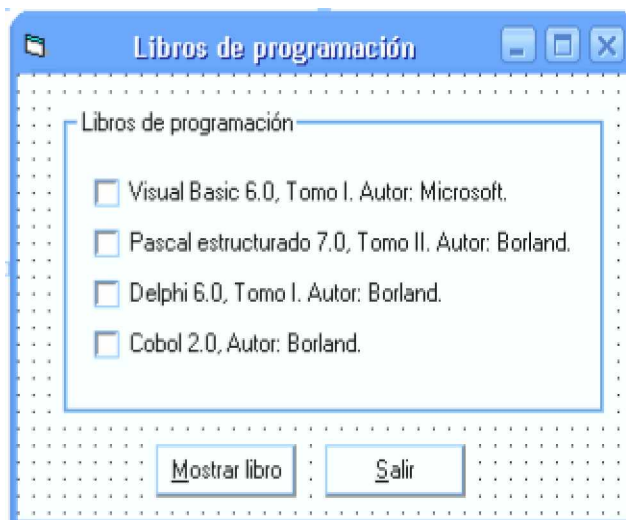 Libros de programación
Libros de programación
Visual Basic 6.0, Tomo I. Autor: Microsoft.
Pascal estructurado 7.0, Tomo II. Autor: Borland.
Delphi 6.0, Tomo I. Autor: Borland.
Cobol 2.0, Autor: Borland.
Mostrar libro
Salir